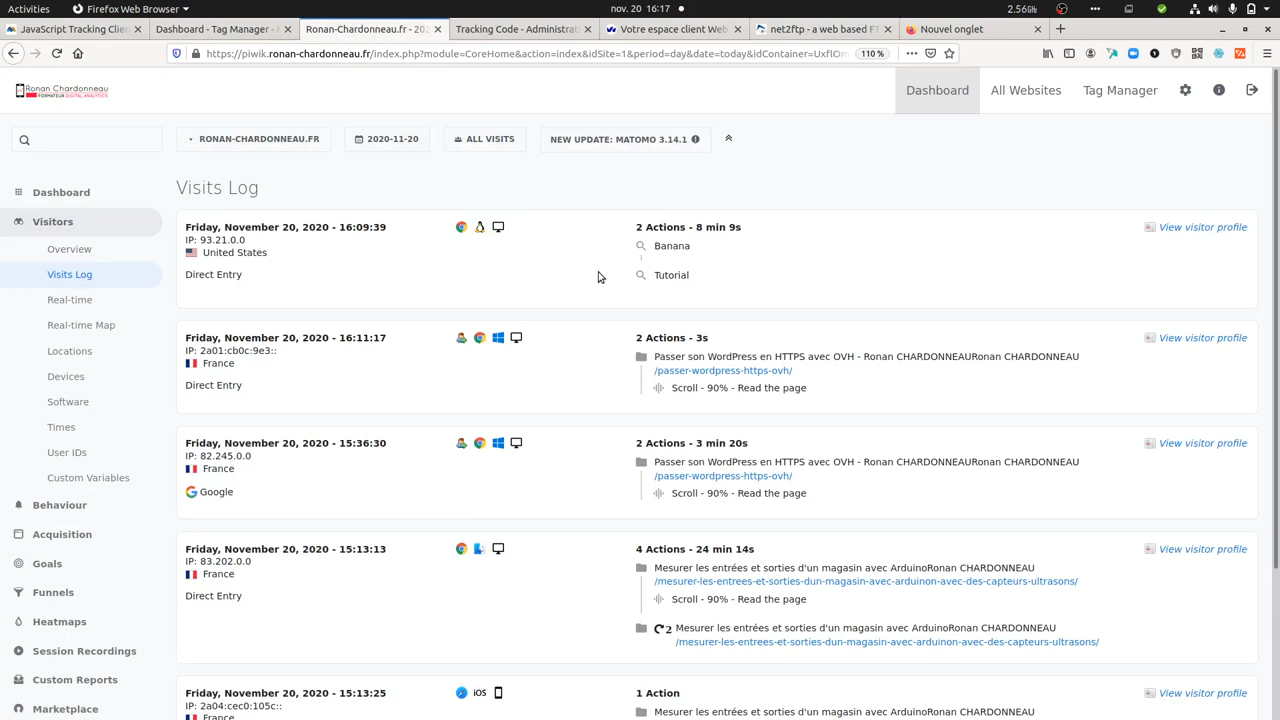 Activities
Firefox Web Browser
nov. 20 16:17
2.56k
JavaScript Tracking Clien
Dashboard - Tag Manager -
Ronan-Chardonneau.fr - 202
Tracking Code - Administrat
Votre espace client Web
net2ftp - a web based FT
Nouvel onglet
https://piwik.ronan-chardonneau.fr/index.php?module=CoreHome&action=index&idSite=1&period=day&date=today&idContainer=UxfIOm
110 %
Ronan Chardonneau
FORMATEUR DIGITAL ANALYTICS
Dashboard
All Websites
Tag Manager
RONAN-CHARDONNEAU.FR
2020-11-20
ALL VISITS
NEW UPDATE: MATOMO 3.14.1
Dashboard
Visitors
Overview
Visits Log
Real-time
Real-time Map
Locations
Devices
Software
Times
User IDs
Custom Variables
Behaviour
Acquisition
Goals
Funnels
Heatmaps
Session Recordings
Custom Reports
Marketplace
Visits Log
Friday, November 20, 2020 - 16:09:39
IP: 93.21.0.0
United States
Direct Entry
2 Actions - 8 min 9s
Banana
Tutorial
View visitor profile
Friday, November 20, 2020 - 16:11:17
IP: 2a01:cb0c:9e3::
France
Direct Entry
2 Actions - 3s
Passer son WordPress en HTTPS avec OVH - Ronan CHARDONNEAURonan CHARDONNEAU
/passer-wordpress-https-ovh/
Scroll - 90% - Read the page
View visitor profile
Friday, November 20, 2020 - 15:36:30
IP: 82.245.0.0
France
Google
2 Actions - 3 min 20s
Passer son WordPress en HTTPS avec OVH - Ronan CHARDONNEAURonan CHARDONNEAU
/passer-wordpress-https-ovh/
Scroll - 90% - Read the page
View visitor profile
Friday, November 20, 2020 - 15:13:13
IP: 83.202.0.0
France
Direct Entry
4 Actions - 24 min 14s
Mesurer les entrées et sorties d'un magasin avec ArduinoRonan CHARDONNEAU
/mesurer-les-entrees-et-sorties-dun-magasin-avec-arduinon-avec-des-capteurs-ultrasons/
Scroll - 90% - Read the page
2 Mesurer les entrées et sorties d'un magasin avec ArduinoRonan CHARDONNEAU
/mesurer-les-entrees-et-sorties-dun-magasin-avec-arduinon-avec-des-capteurs-ultrasons/
View visitor profile
Friday, November 20, 2020 - 15:13:25
IP: 2a04:cec0:105c::
France
iOS
1 Action
Mesurer les entrées et sorties d'un magasin avec ArduinoRonan CHARDONNEAU
View visitor profile